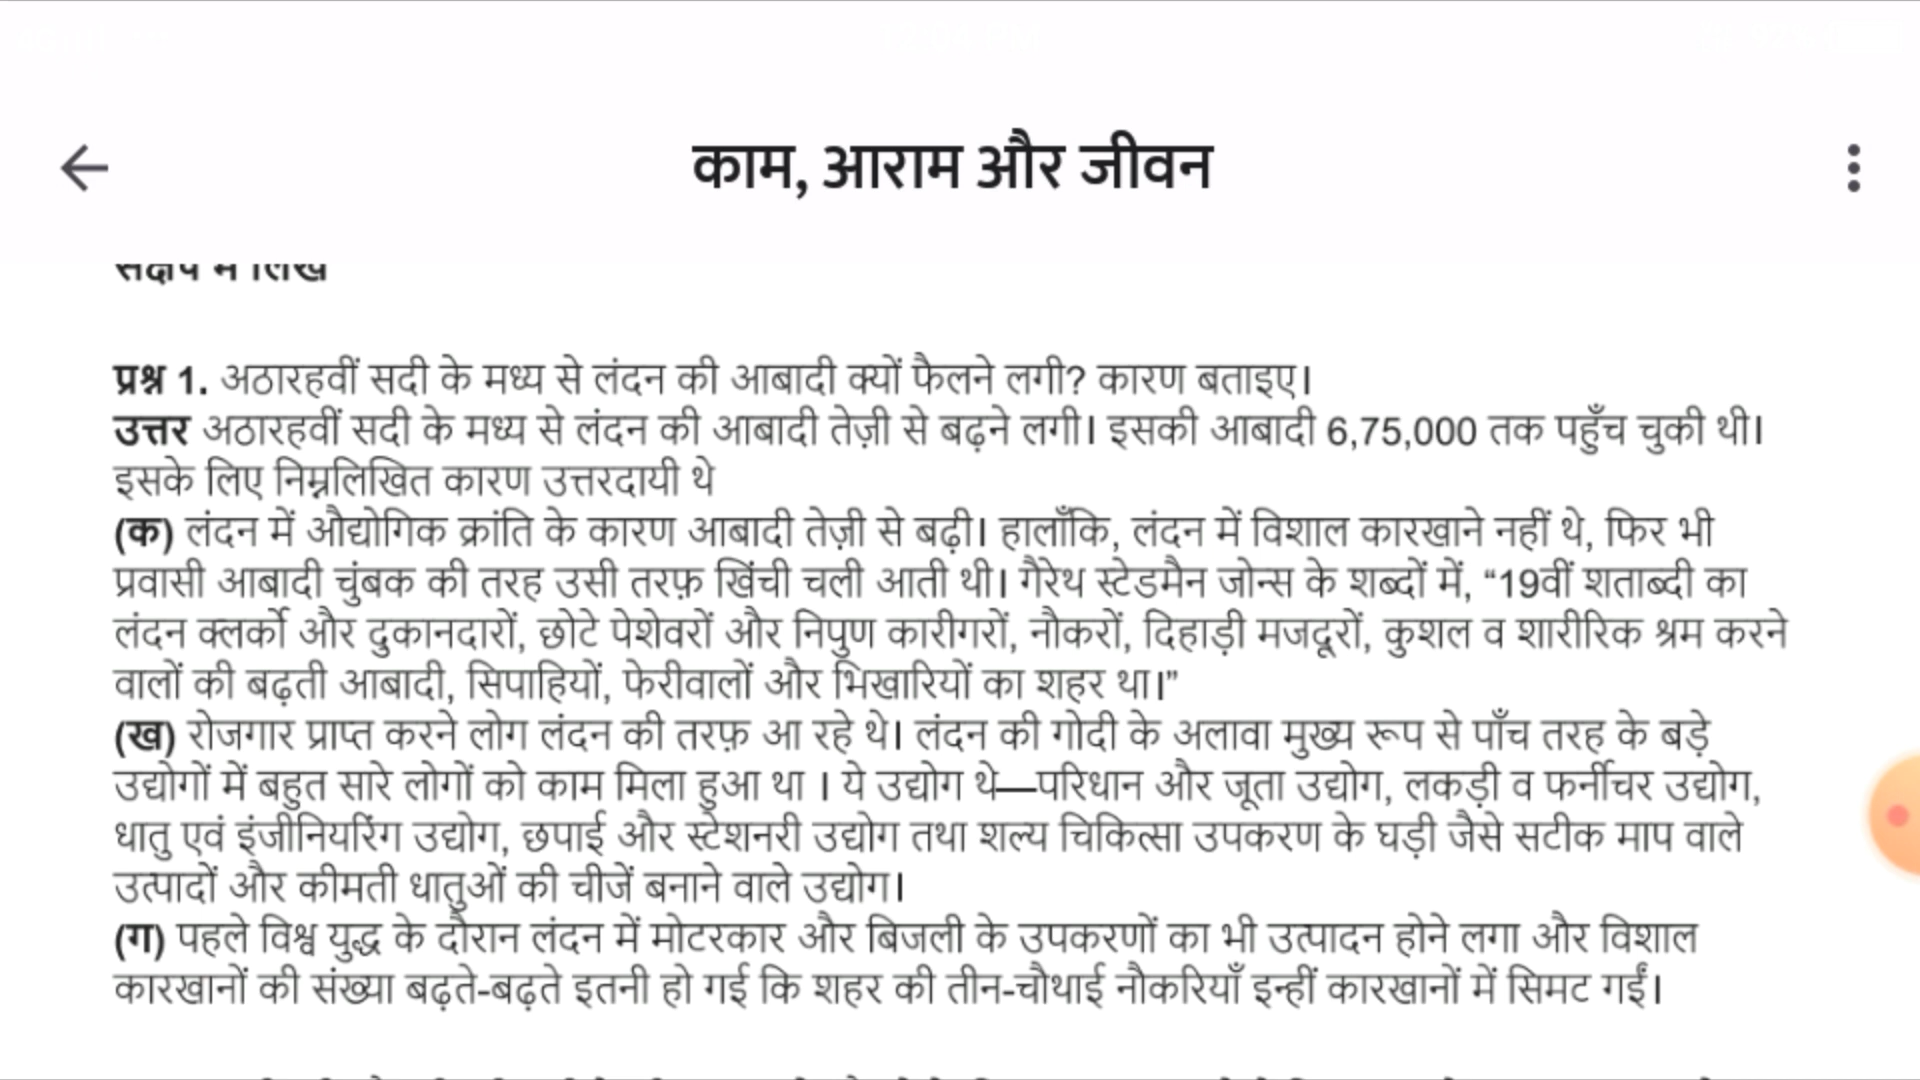 काम, आराम और जीवन
संक्षेप में लिखें
प्रश्न 1. अठारहवीं सदी के मध्य से लंदन की आबादी क्यों फैलने लगी? कारण बताइए।
उत्तर अठारहवीं सदी के मध्य से लंदन की आबादी तेज़ी से बढ़ने लगी। इसकी आबादी 6,75,000 तक पहुँच चुकी थी।
इसके लिए निम्नलिखित कारण उत्तरदायी थे
(क) लंदन में औद्योगिक क्रांति के कारण आबादी तेज़ी से बढ़ी। हालाँकि, लंदन में विशाल कारखाने नहीं थे, फिर भी
प्रवासी आबादी चुंबक की तरह उसी तरफ़ खिंची चली आती थी। गैरेथ स्टेडमैन जोन्स के शब्दों में, “19वीं शताब्दी का
लंदन क्लर्को और दुकानदारों, छोटे पेशेवरों और निपुण कारीगरों, नौकरों, दिहाड़ी मजदूरों, कुशल व शारीरिक श्रम करने
वालों की बढ़ती आबादी, सिपाहियों, फेरीवालों और भिखारियों का शहर था।”
(ख) रोजगार प्राप्त करने लोग लंदन की तरफ़ आ रहे थे। लंदन की गोदी के अलावा मुख्य रूप से पाँच तरह के बड़े
उद्योगों में बहुत सारे लोगों को काम मिला हुआ था । ये उद्योग थे—परिधान और जूता उद्योग, लकड़ी व फर्नीचर उद्योग,
धातु एवं इंजीनियरिंग उद्योग, छपाई और स्टेशनरी उद्योग तथा शल्य चिकित्सा उपकरण के घड़ी जैसे सटीक माप वाले
उत्पादों और कीमती धातुओं की चीजें बनाने वाले उद्योग।
(ग) पहले विश्व युद्ध के दौरान लंदन में मोटरकार और बिजली के उपकरणों का भी उत्पादन होने लगा और विशाल
कारखानों की संख्या बढ़ते-बढ़ते इतनी हो गई कि शहर की तीन-चौथाई नौकरियाँ इन्हीं कारखानों में सिमट गईं।